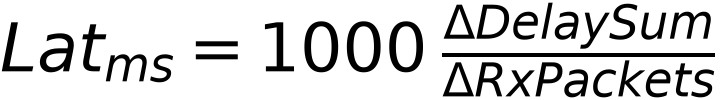 Lat_ms = 1000 ΔDelaySum / ΔRxPackets